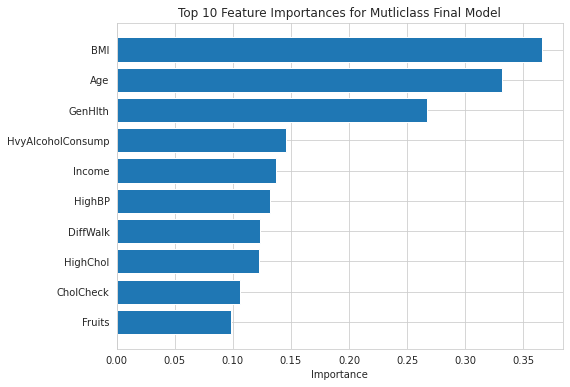 Top 10 Feature Importances for Mutliclass Final Model
BMI
Age
GenHlth
HvyAlcoholConsump
Income
HighBP
DiffWalk
HighChol
CholCheck
Fruits
0.00 0.05 0.10 0.15 0.20 0.25 0.30 0.35
Importance